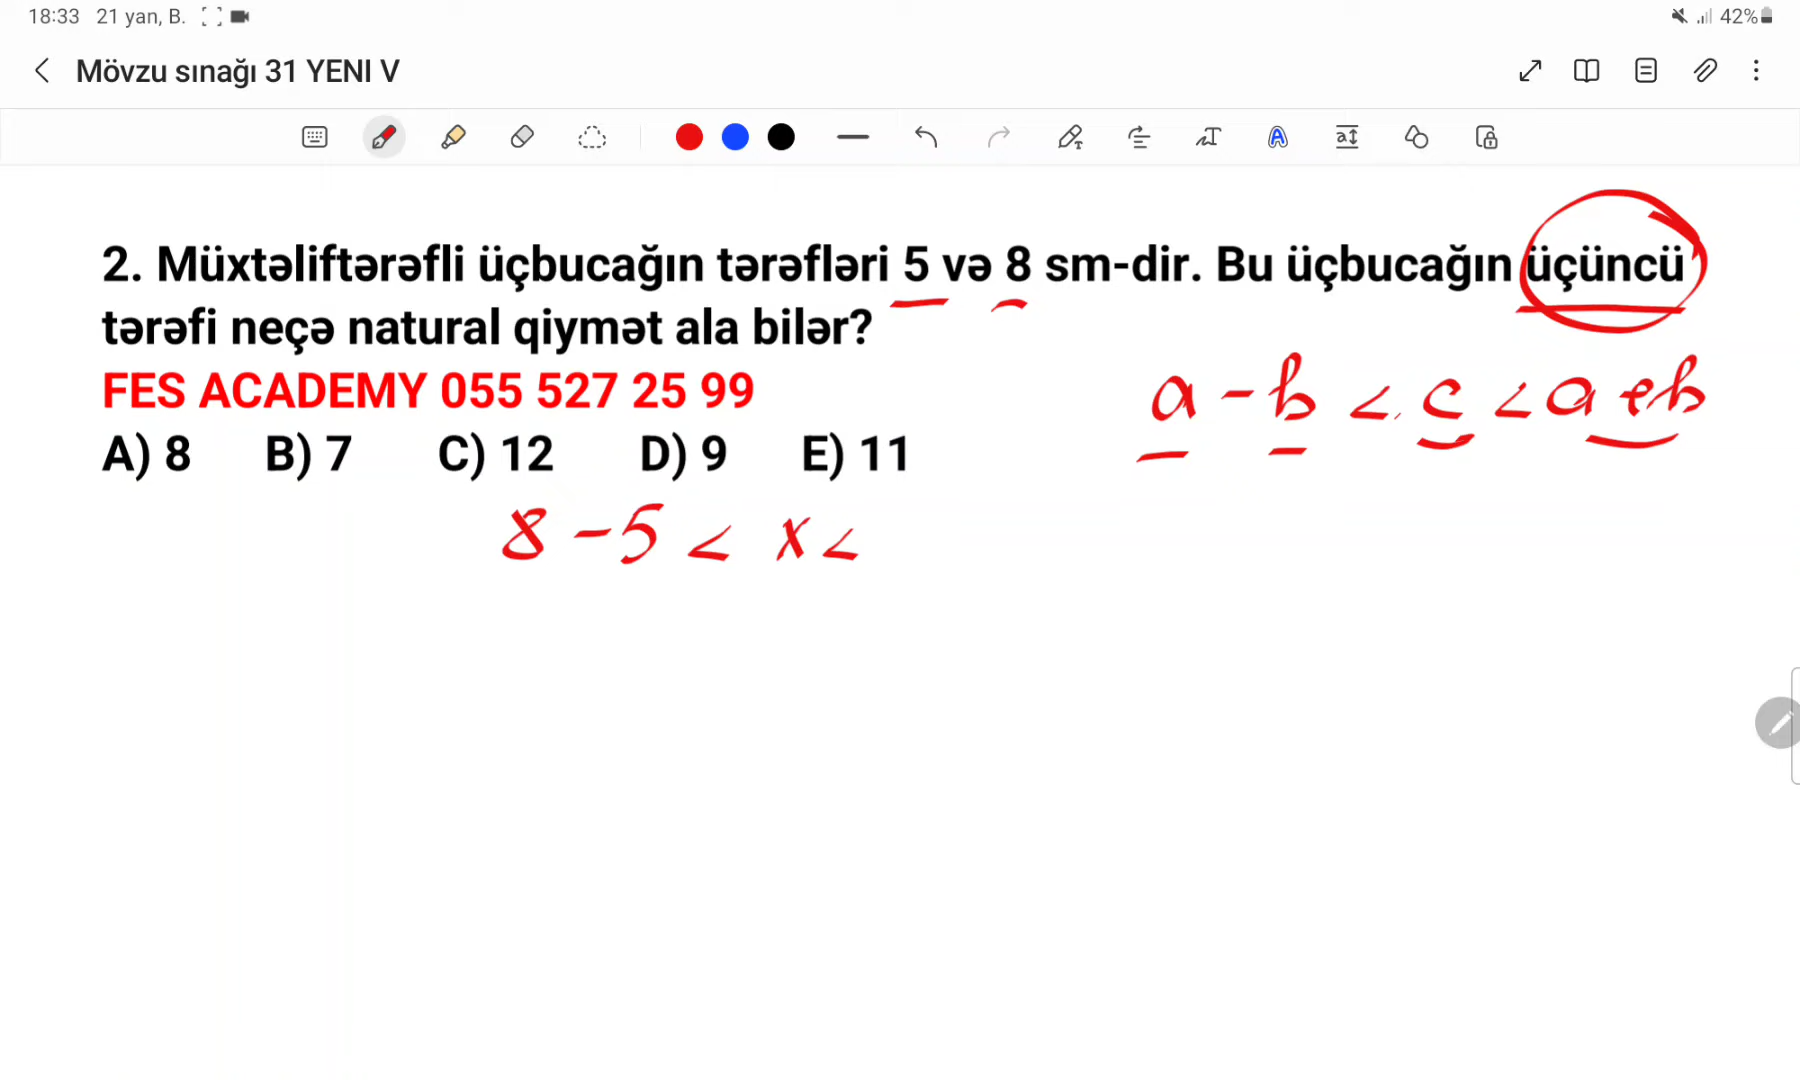 18:33 21 yan, B.
42%
Mövzu sınağı 31 YENI V
2. Müxtəliftərəfli üçbucağın tərəfləri 5 və 8 sm-dir. Bu üçbucağın üçüncü
tərəfi neçə natural qiymət ala bilər?
FES ACADEMY 055 527 25 99
a - b < c < a + b
A) 8 B) 7 C) 12 D) 9 E) 11
8 - 5 < x <